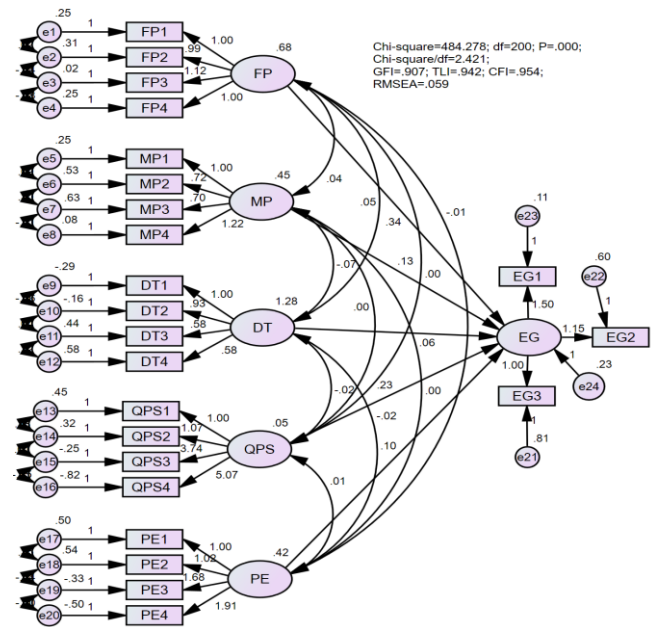 Chi-square=484.278; df=200; P=.000;
Chi-square/df=2.421;
GFI=.907; TLI=.942; CFI=.954;
RMSEA=.059
.25
e1 1 FP1
.31
e2 1 FP2
.02
e3 1 FP3
.25
e4 1 FP4
1.00
.99
1.12
1.00
.68
FP
.25
e5 1 MP1
.53
e6 1 MP2
.63
e7 1 MP3
.08
e8 1 MP4
1.00
.72
.70
1.22
.45
MP
-.29
e9 1 DT1
-.16
e10 1 DT2
.44
e11 1 DT3
.58
e12 1 DT4
1.00
.93
.58
.58
1.28
DT
.45
e13 1 QPS1
.32
e14 1 QPS2
-.25
e15 1 QPS3
-.82
e16 1 QPS4
1.00
1.07
3.74
5.07
.05
QPS
.50
e17 1 PE1
.54
e18 1 PE2
-.33
e19 1 PE3
-.50
e20 1 PE4
1.00
1.02
1.68
1.91
.42
PE
.04
.05
.34
-.01
.13
.00
-.07
.00
.06
-.02
.23
.00
-.02
.10
.01
.11
e23
1
EG1
1.50
.60
e22
1
EG
1.15
EG2
1.00
1
.23
e24
EG3
1
.81
e21